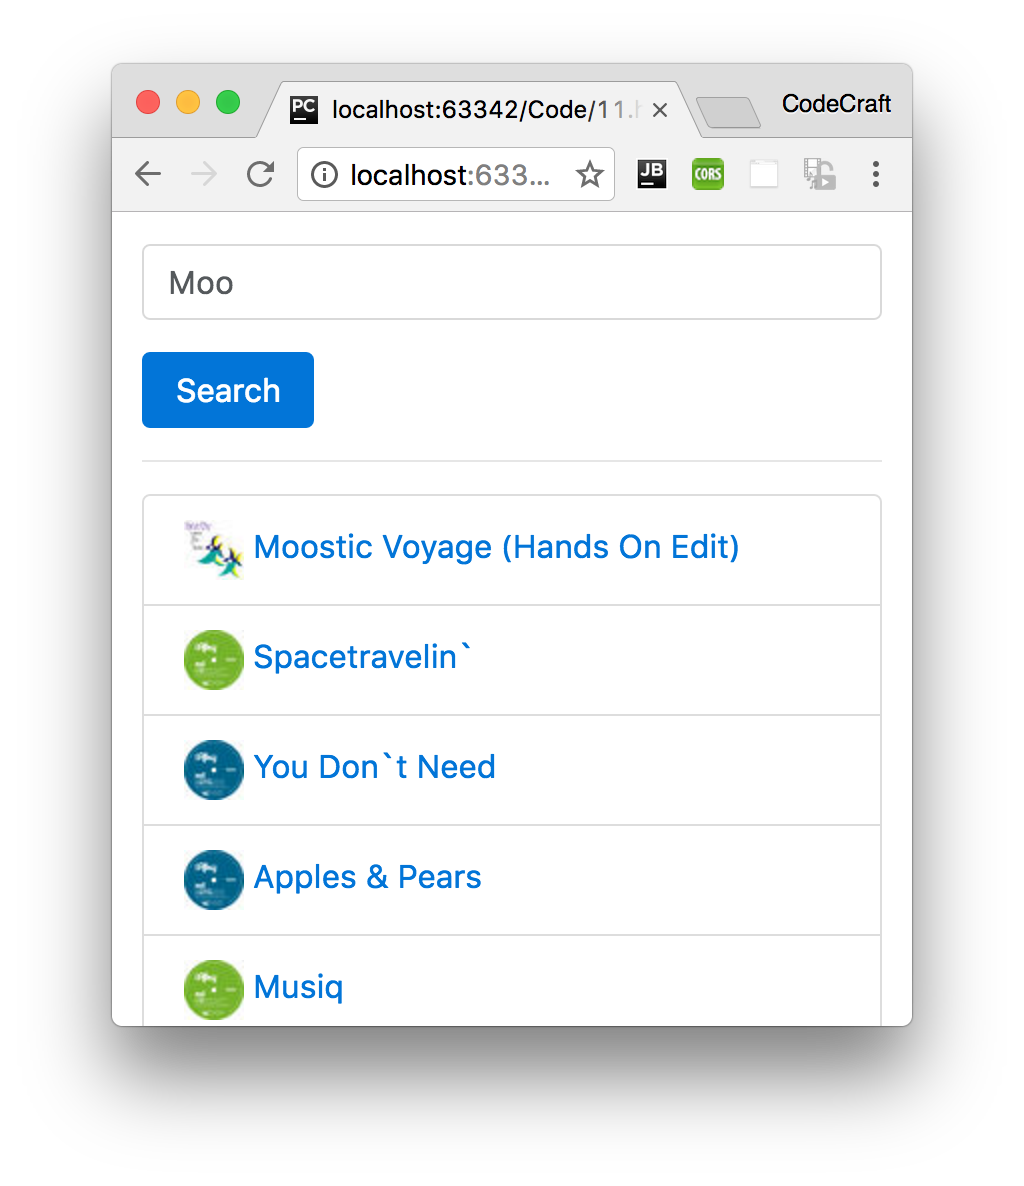 PC localhost:63342/Code/11. CodeCraft
localhost:633... JB CORS
Moo
Search
Moostic Voyage (Hands On Edit)
Spacetravelin`
You Don`t Need
Apples & Pears
Musiq